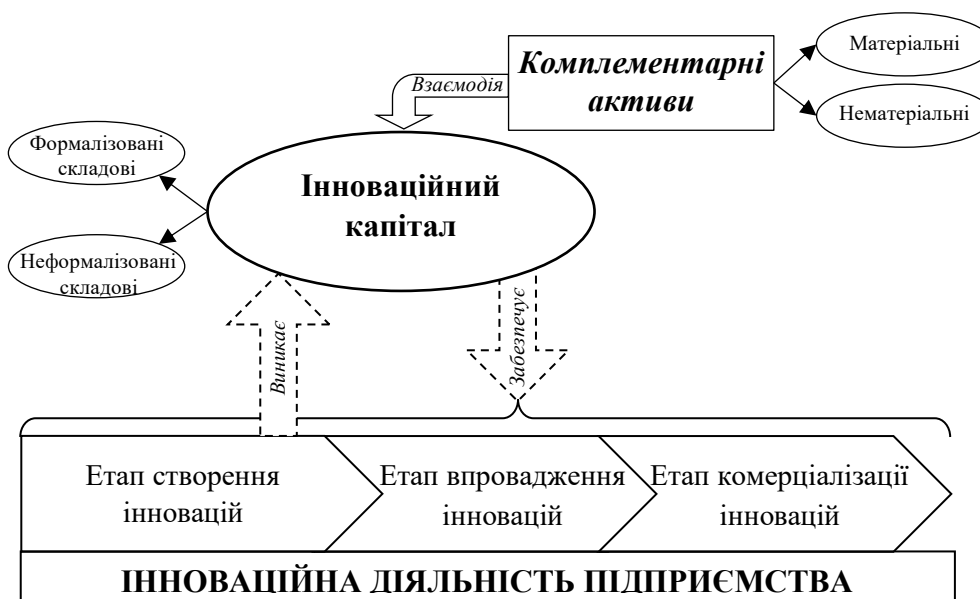 Комплементарні
активи
Матеріальні
Нематеріальні
Взаємодія
Формалізовані
складові
Неформалізовані
складові
Інноваційний
капітал
Виникає
Забезпечує
Етап створення
інновацій
Етап впровадження
інновацій
Етап комерціалізації
інновацій
ІННОВАЦІЙНА ДІЯЛЬНІСТЬ ПІДПРИЄМСТВА